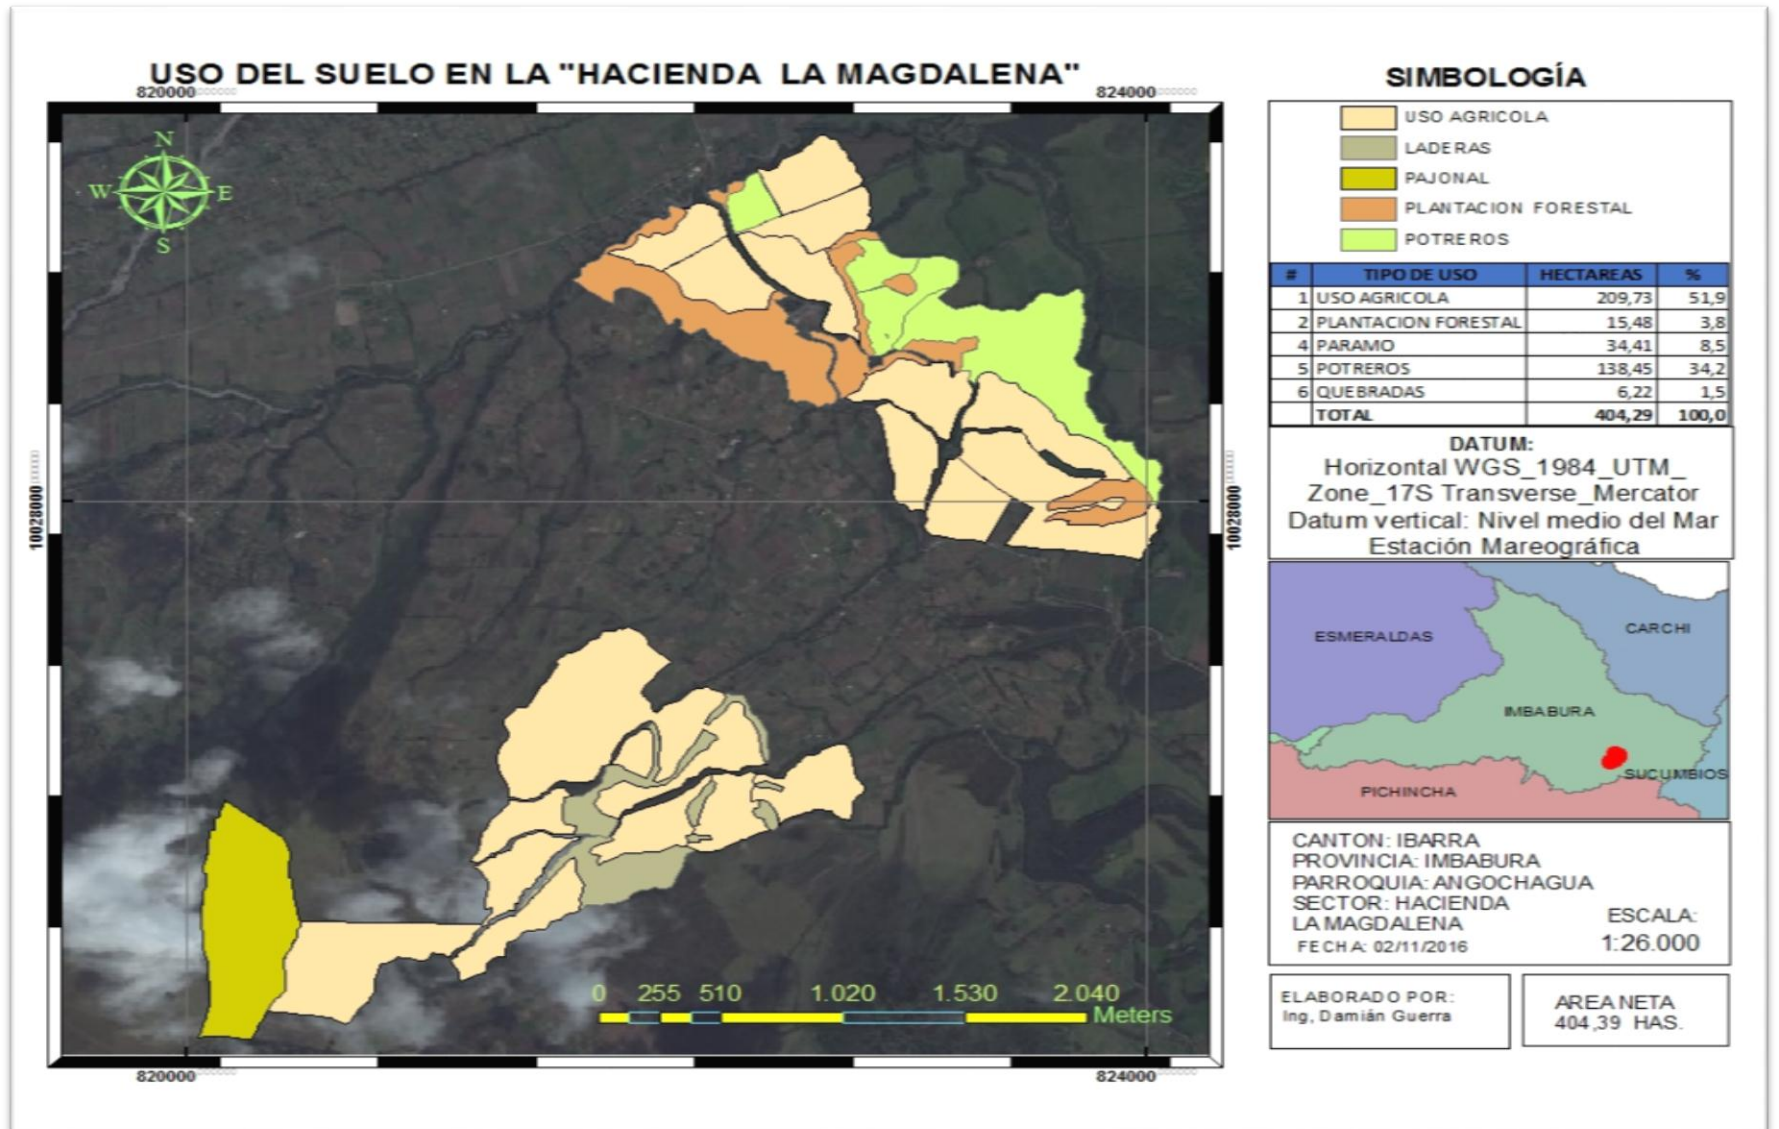 USO DEL SUELO EN LA "HACIENDA LA MAGDALENA"
820000
824000
N
W
E
S
10028000
10028000
0 255 510 1.020 1.530 2.040
Meters
820000
824000
SIMBOLOGÍA
USO AGRICOLA
LADERAS
PAJONAL
PLANTACION FORESTAL
POTREROS
# TIPO DE USO HECTAREAS %
1 USO AGRICOLA 209,73 51,9
2 PLANTACION FORESTAL 15,48 3,8
4 PARAMO 34,41 8,5
5 POTREROS 138,45 34,2
6 QUEBRADAS 6,22 1,5
TOTAL 404,29 100,0
DATUM:
Horizontal WGS_1984_UTM_
Zone_17S Transverse_Mercator
Datum vertical: Nivel medio del Mar
Estación Mareográfica
ESMERALDAS
CARCHI
IMBABURA
SUCUMBIOS
PICHINCHA
CANTON: IBARRA
PROVINCIA: IMBABURA
PARROQUIA: ANGOCHAGUA
SECTOR: HACIENDA
LA MAGDALENA
FECHA: 02/11/2016
ESCALA:
1:26.000
ELABORADO POR:
Ing, Damián Guerra
AREA NETA
404,39 HAS.